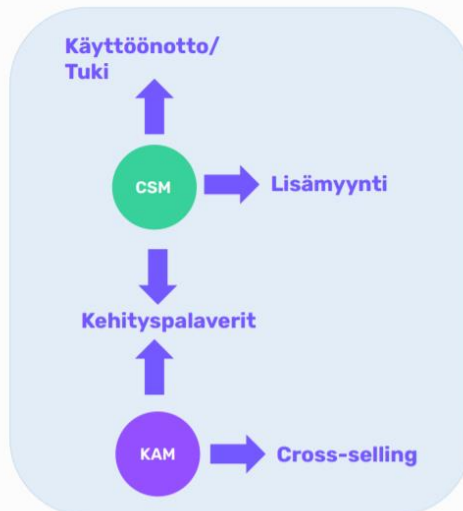 Käyttöönotto/
Tuki
CSM
Lisämyynti
Kehityspalaverit
KAM
Cross-selling